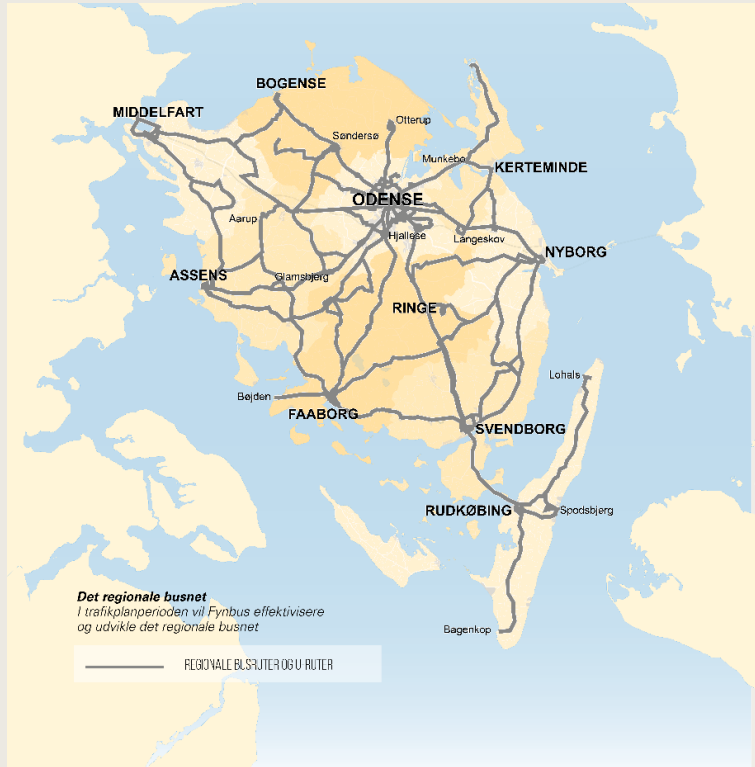 BOGENSE
MIDDELFART
Otterup
Søndersø
Munkebo
KERTEMINDE
ODENSE
Aarup
Hjallese
Langeskov
NYBORG
ASSENS
Glamsbjerg
RINGE
Lohals
Bøjden
FAABORG
SVENDBORG
RUDKØBING
Spodsbjerg
Bagenkop
Det regionale busnet
I trafikplanperioden vil Fynbus effektivisere
og udvikle det regionale busnet
REGIONALE BUSRUTER OG U-RUTER